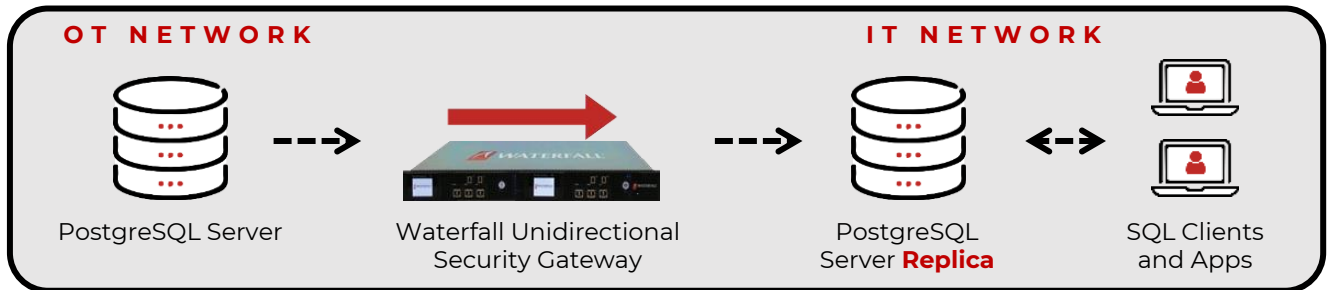 OT NETWORK
IT NETWORK
WATERFALL
PostgreSQL Server
Waterfall Unidirectional
Security Gateway
PostgreSQL
Server Replica
SQL Clients
and Apps